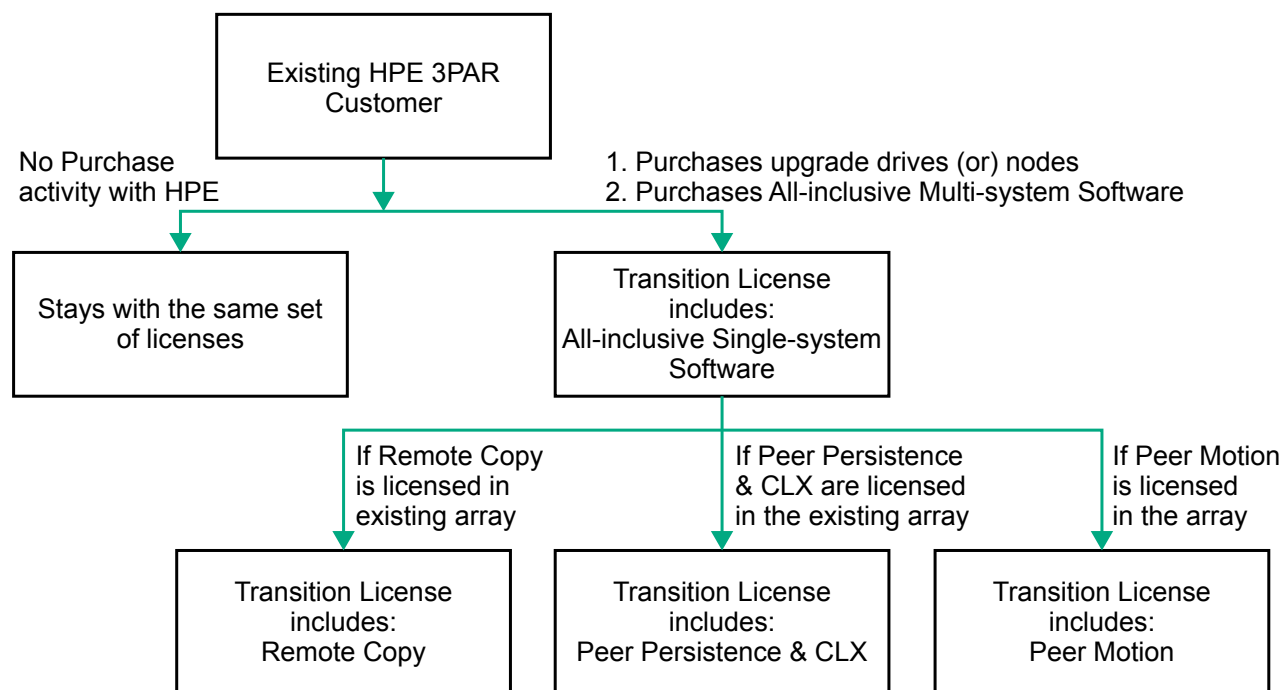 Existing HPE 3PAR
Customer
No Purchase
activity with HPE
1. Purchases upgrade drives (or) nodes
2. Purchases All-inclusive Multi-system Software
Stays with the same set
of licenses
Transition License
includes:
All-inclusive Single-system
Software
If Remote Copy
is licensed in
existing array
If Peer Persistence
& CLX are licensed
in the existing array
If Peer Motion
is licensed
in the array
Transition License
includes:
Remote Copy
Transition License
includes:
Peer Persistence & CLX
Transition License
includes:
Peer Motion